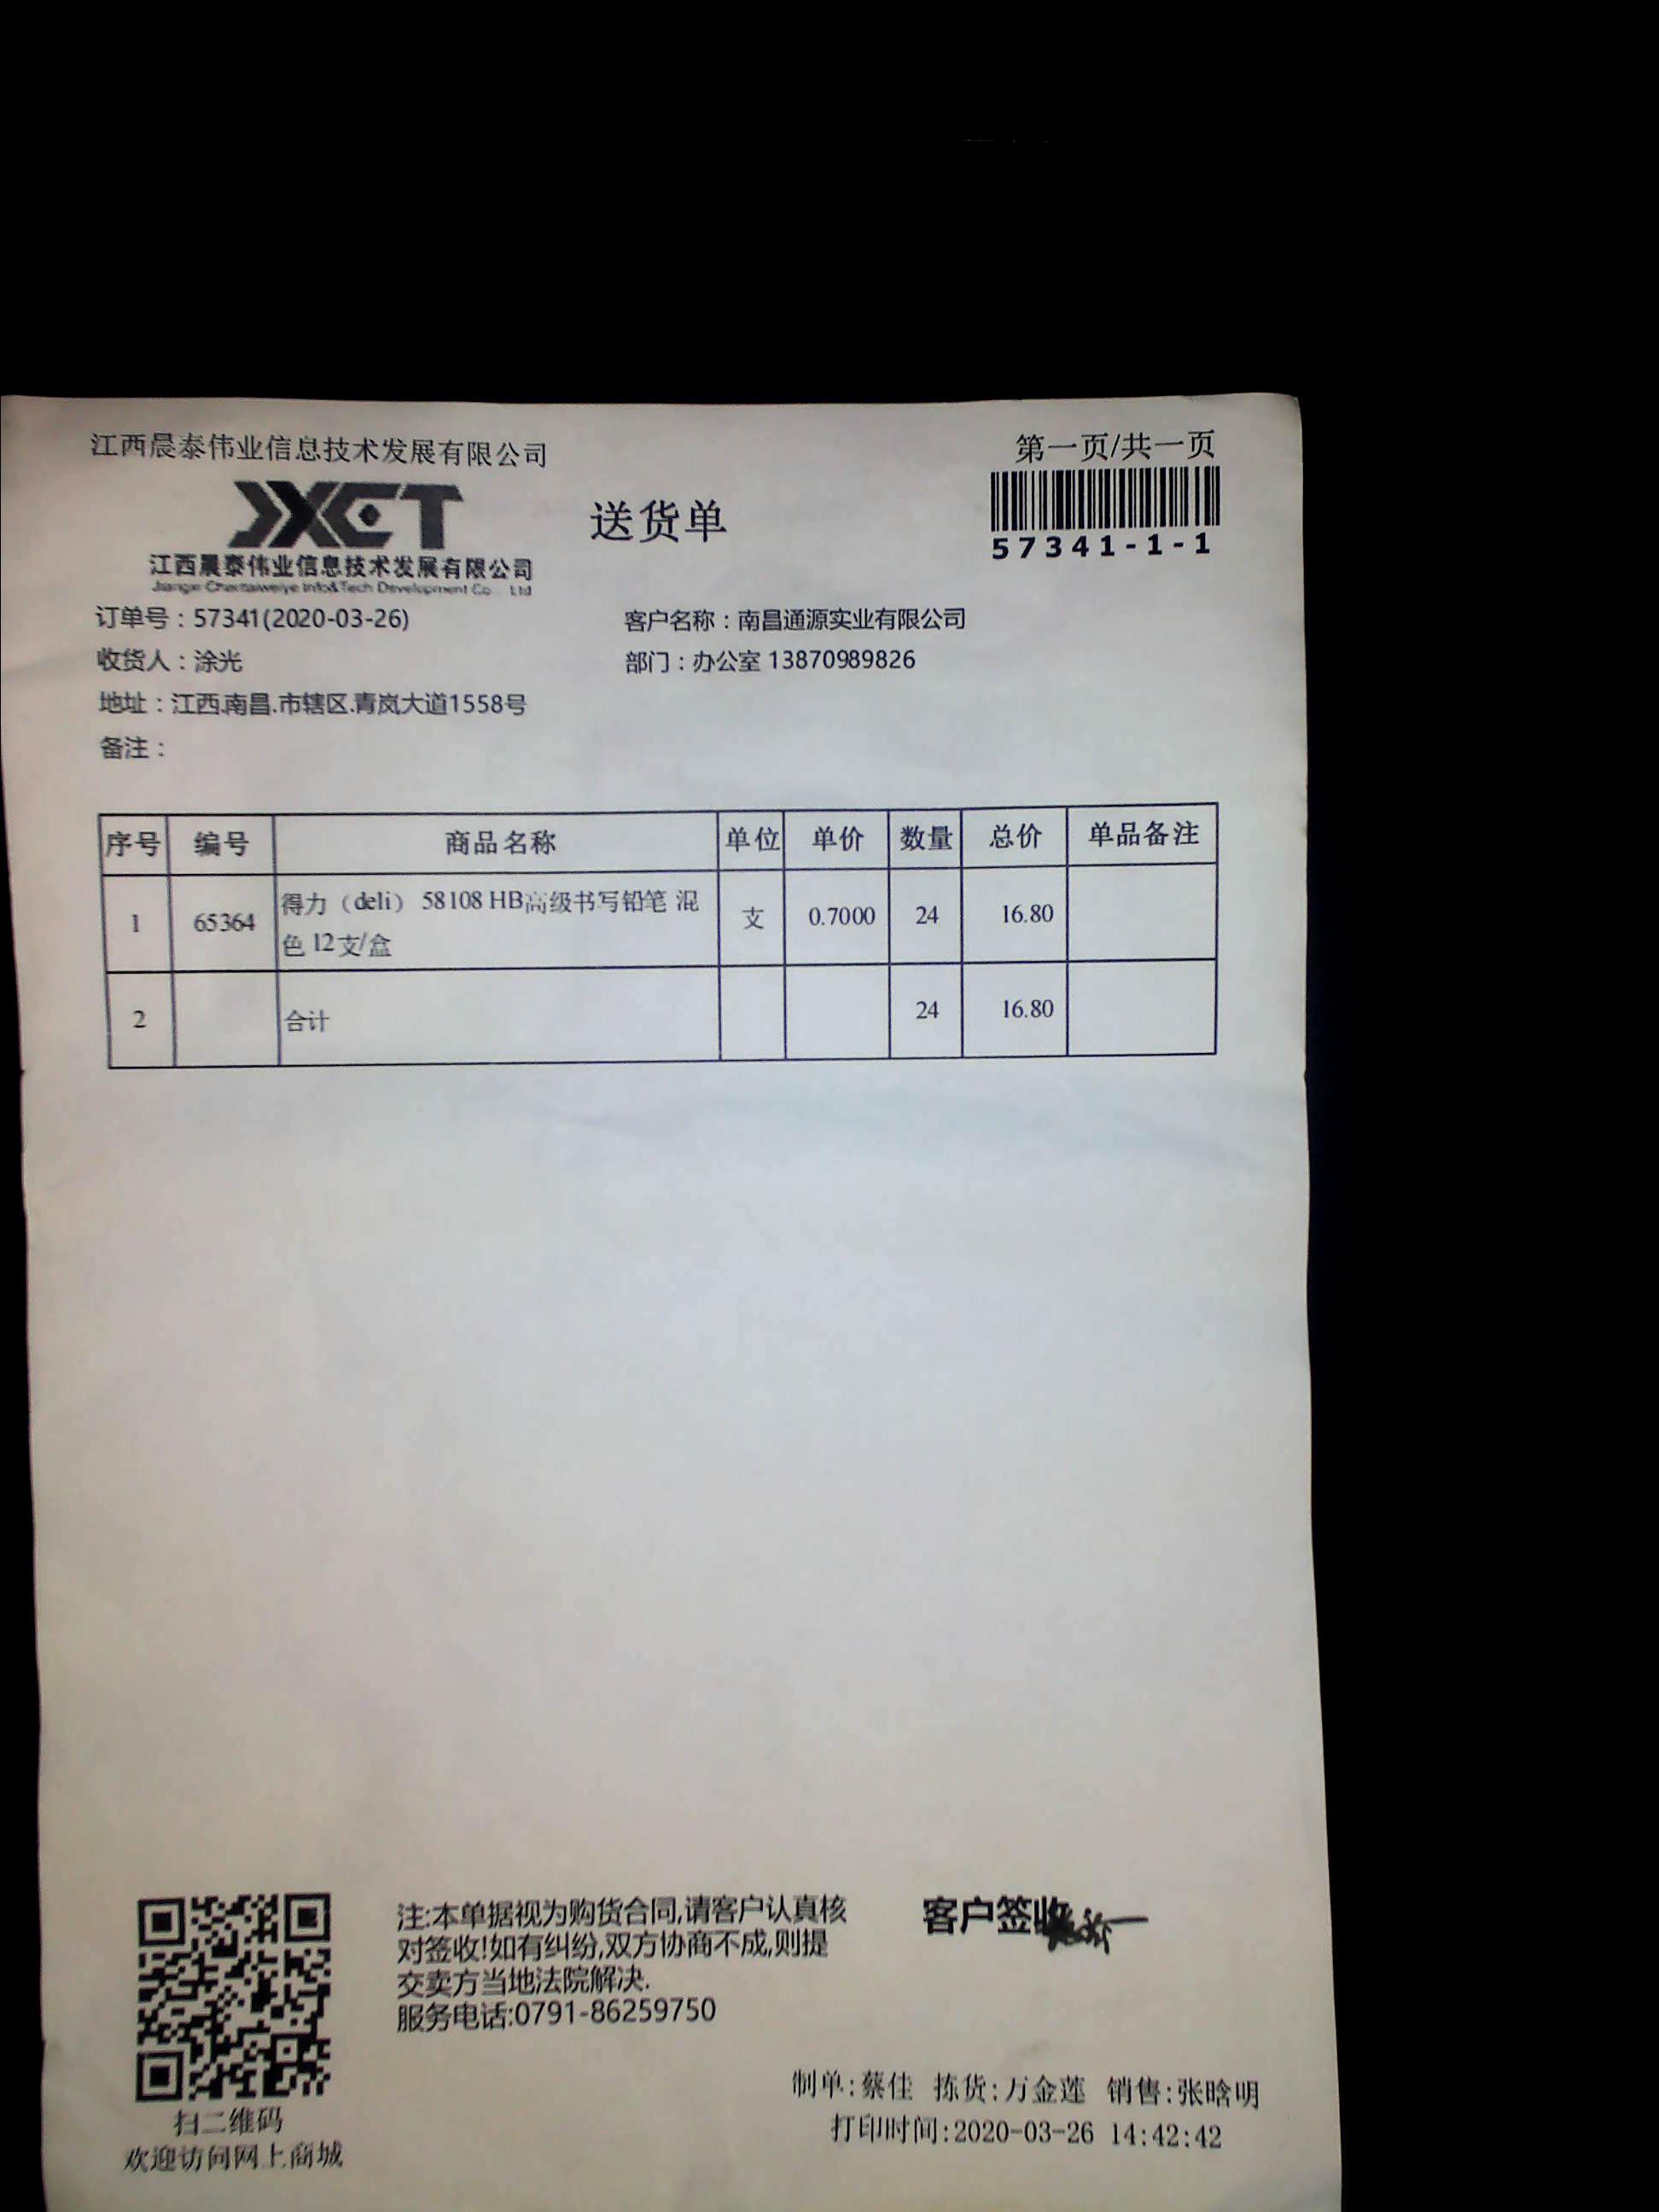 江西晨泰伟业信息技术发展有限公司
第一页/共一页
JXCT
送货单
57341-1-1
江西晨泰伟业信息技术发展有限公司
Jiangxi Chentaiweiye Info&Tech Development Co., Ltd
订单号：57341(2020-03-26)
客户名称：南昌通源实业有限公司
收货人：涂光
部门：办公室 13870989826
地址：江西.南昌.市辖区.青岚大道1558号
备注：
序号 编号 商品名称 单位 单价 数量 总价 单品备注
1 65364 得力（deli） 58108 HB高级书写铅笔 混 支 0.7000 24 16.80
色 12支/盒
2 合计 24 16.80
注:本单据视为购货合同,请客户认真核
对签收!如有纠纷,双方协商不成,则提
交卖方当地法院解决.
服务电话:0791-86259750
客户签收
扫二维码
欢迎访问网上商城
制单:蔡佳 拣货:万金莲 销售:张晗明
打印时间:2020-03-26 14:42:42